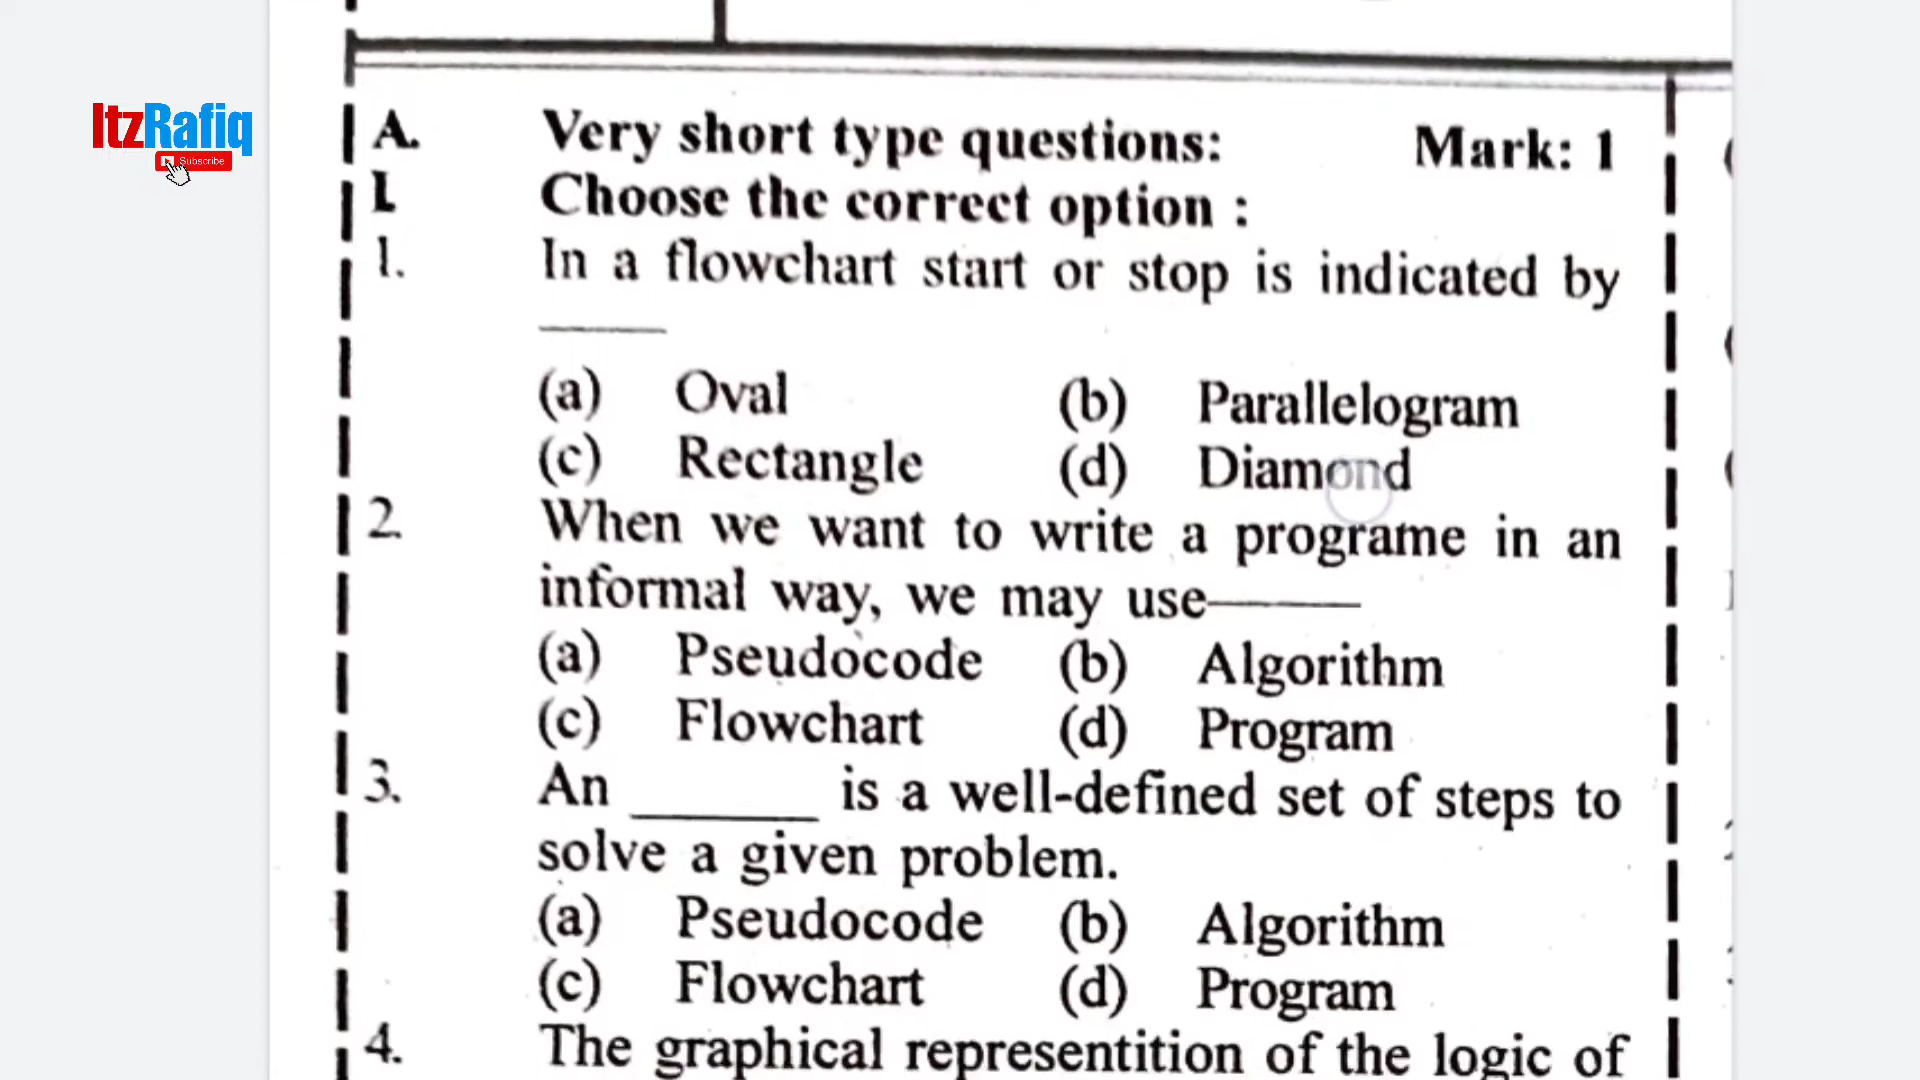 ItzRafiq
Subscribe
A. Very short type questions: Mark: 1
I. Choose the correct option :
1. In a flowchart start or stop is indicated by
______
(a) Oval (b) Parallelogram
(c) Rectangle (d) Diamond
2. When we want to write a programe in an
informal way, we may use———
(a) Pseudocode (b) Algorithm
(c) Flowchart (d) Program
3. An ________ is a well-defined set of steps to
solve a given problem.
(a) Pseudocode (b) Algorithm
(c) Flowchart (d) Program
4. The graphical representition of the logic of